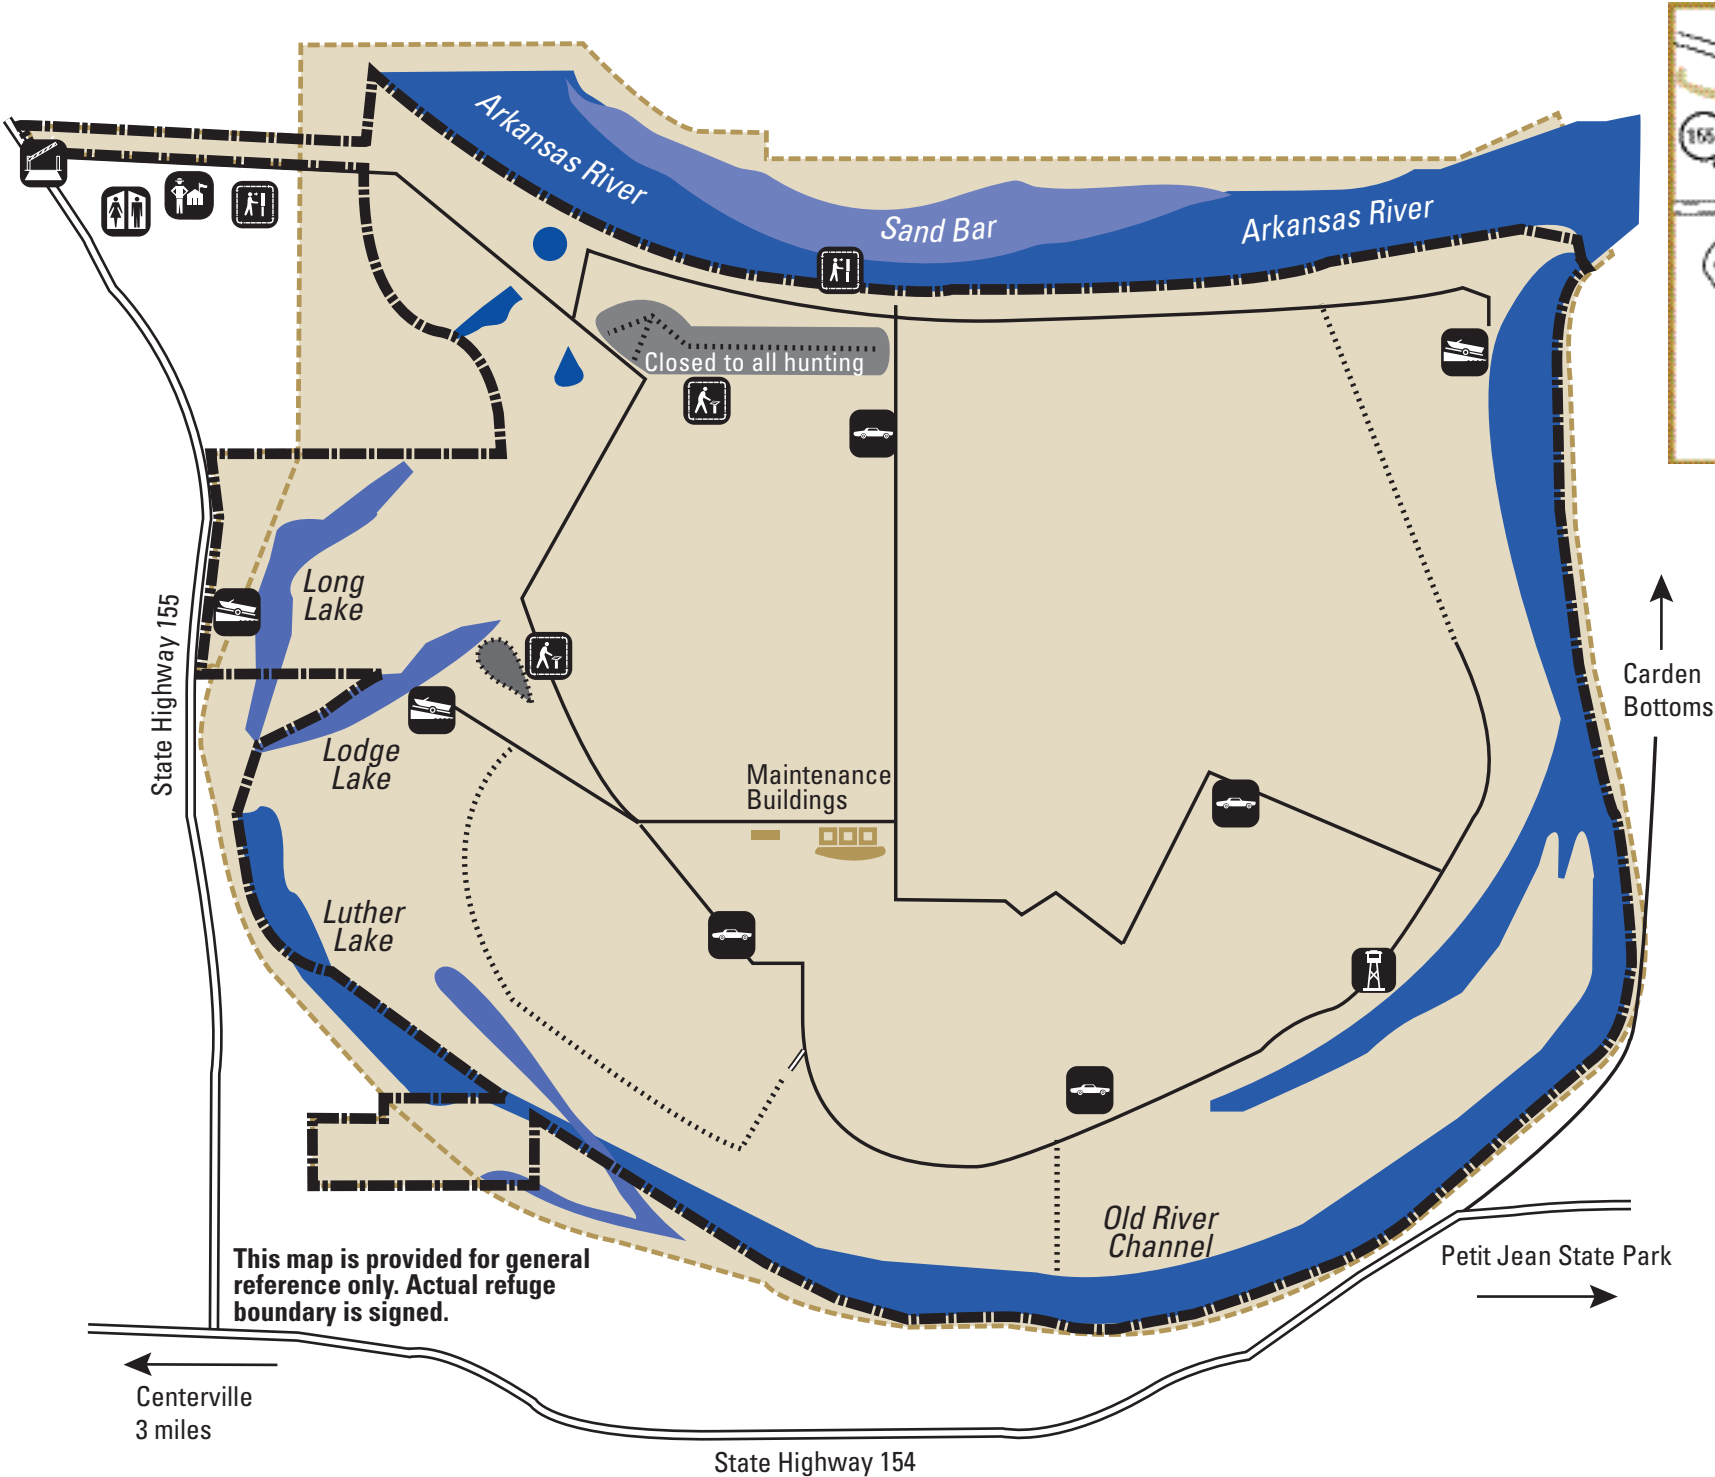 Arkansas River
Sand Bar
Arkansas River
155
Closed to all hunting
Long
Lake
State Highway 155
Carden
Bottoms
Lodge
Lake
Maintenance
Buildings
Luther
Lake
Old River
Channel
This map is provided for general
reference only. Actual refuge
boundary is signed.
Petit Jean State Park
Centerville
3 miles
State Highway 154